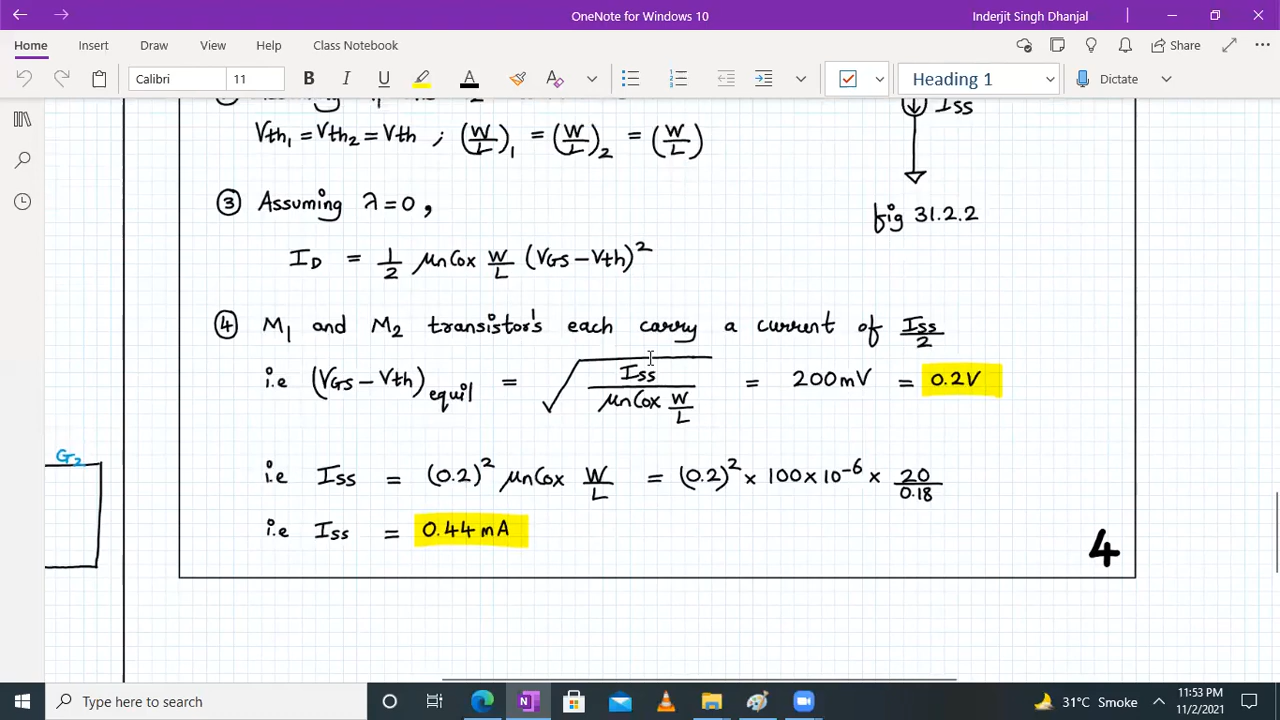 OneNote for Windows 10
Inderjit Singh Dhanjal
Home Insert Draw View Help Class Notebook
Share
Calibri 11 B I U A
Heading 1
Dictate
Iss
Vth1 = Vth2 = Vth ; (W/L)1 = (W/L)2 = (W/L)
③ Assuming λ=0,
fig 31.2.2
ID = 1/2 μnCox W/L (VGS-Vth)²
④ M1 and M2 transistor's each carry a current of Iss/2
i.e (VGS-Vth)equil = √(Iss/(μnCox W/L)) = 200mV = 0.2V
G2
i.e Iss = (0.2)² μnCox W/L = (0.2)² x 100x10⁻⁶ x 20/0.18
i.e Iss = 0.44 mA
4
Type here to search
31°C Smoke
11:53 PM
11/2/2021